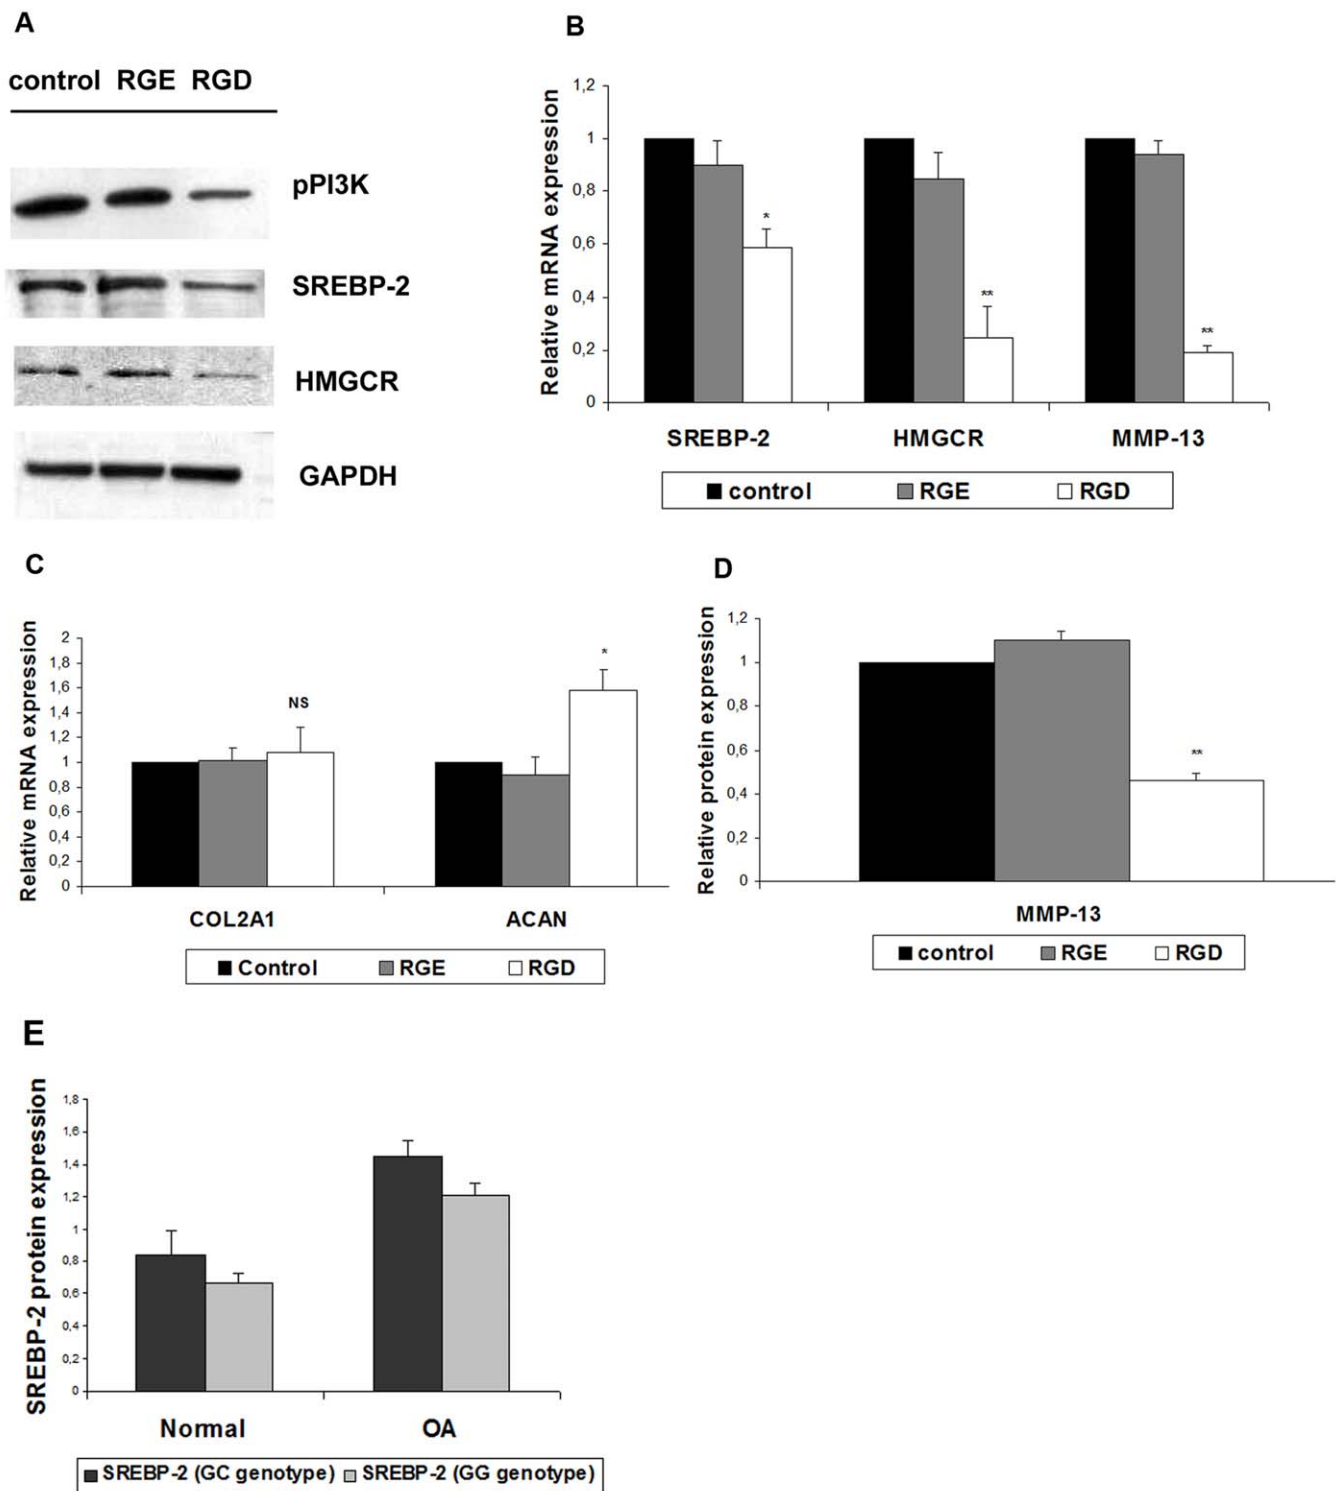 A
control RGE RGD
pPI3K
SREBP-2
HMGCR
GAPDH
B
Relative mRNA expression
1,2
1
0,8
0,6
0,4
0,2
0
*
**
**
SREBP-2 HMGCR MMP-13
control RGE RGD
C
Relative mRNA expression
2
1,8
1,6
1,4
1,2
1
0,8
0,6
0,4
0,2
0
NS
*
COL2A1 ACAN
Control RGE RGD
D
Relative protein expression
1,2
1
0,8
0,6
0,4
0,2
0
**
MMP-13
control RGE RGD
E
SREBP-2 protein expression
1,8
1,6
1,4
1,2
1
0,8
0,6
0,4
0,2
0
Normal OA
SREBP-2 (GC genotype) SREBP-2 (GG genotype)